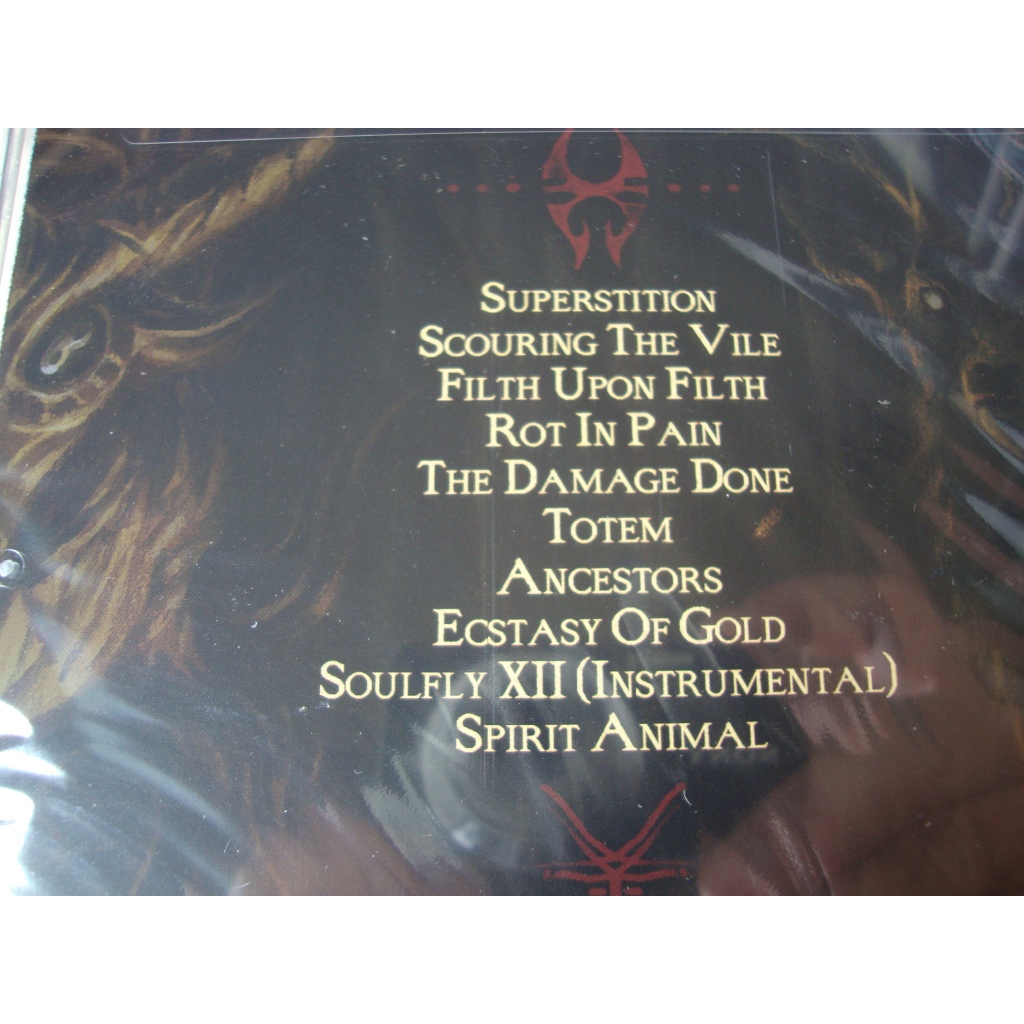 Superstition
Scouring The Vile
Filth Upon Filth
Rot In Pain
The Damage Done
Totem
Ancestors
Ecstasy Of Gold
Soulfly XII (Instrumental)
Spirit Animal